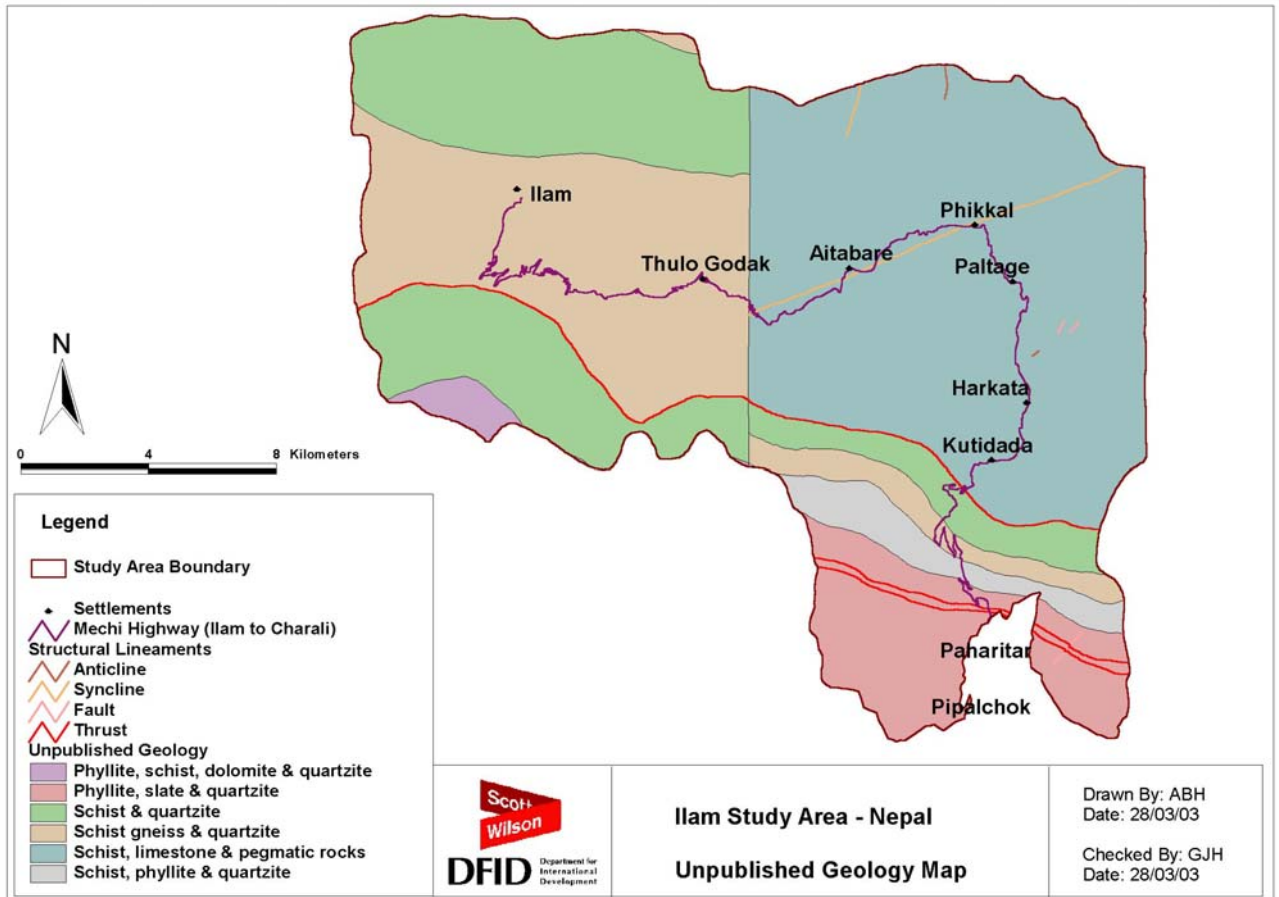 Ilam
Thulo Godak
Aitabare
Phikkal
Paltage
Harkata
Kutidada
Paharitar
Pipalchok
N
0 4 8 Kilometers
Legend
Study Area Boundary
Settlements
Mechi Highway (Ilam to Charali)
Structural Lineaments
Anticline
Syncline
Fault
Thrust
Unpublished Geology
Phyllite, schist, dolomite & quartzite
Phyllite, slate & quartzite
Schist & quartzite
Schist gneiss & quartzite
Schist, limestone & pegmatic rocks
Schist, phyllite & quartzite
Scott
Wilson
DFID Department for
International
Development
Ilam Study Area - Nepal
Unpublished Geology Map
Drawn By: ABH
Date: 28/03/03
Checked By: GJH
Date: 28/03/03